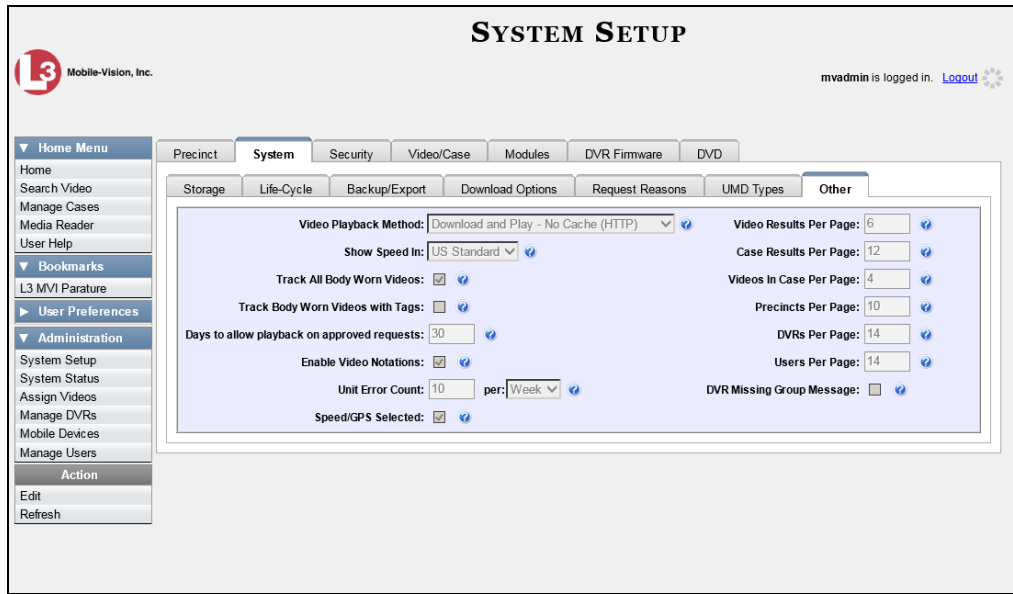 SYSTEM SETUP
L3 Mobile-Vision, Inc.
mvadmin is logged in. Logout
Home Menu
Home
Search Video
Manage Cases
Media Reader
User Help
Bookmarks
L3 MVI Parature
User Preferences
Administration
System Setup
System Status
Assign Videos
Manage DVRs
Mobile Devices
Manage Users
Action
Edit
Refresh
Precinct System Security Video/Case Modules DVR Firmware DVD
Storage Life-Cycle Backup/Export Download Options Request Reasons UMD Types Other
Video Playback Method: Download and Play - No Cache (HTTP)
Show Speed In: US Standard
Track All Body Worn Videos:
Track Body Worn Videos with Tags:
Days to allow playback on approved requests: 30
Enable Video Notations:
Unit Error Count: 10 per: Week
Speed/GPS Selected:
Video Results Per Page: 6
Case Results Per Page: 12
Videos In Case Per Page: 4
Precincts Per Page: 10
DVRs Per Page: 14
Users Per Page: 14
DVR Missing Group Message: